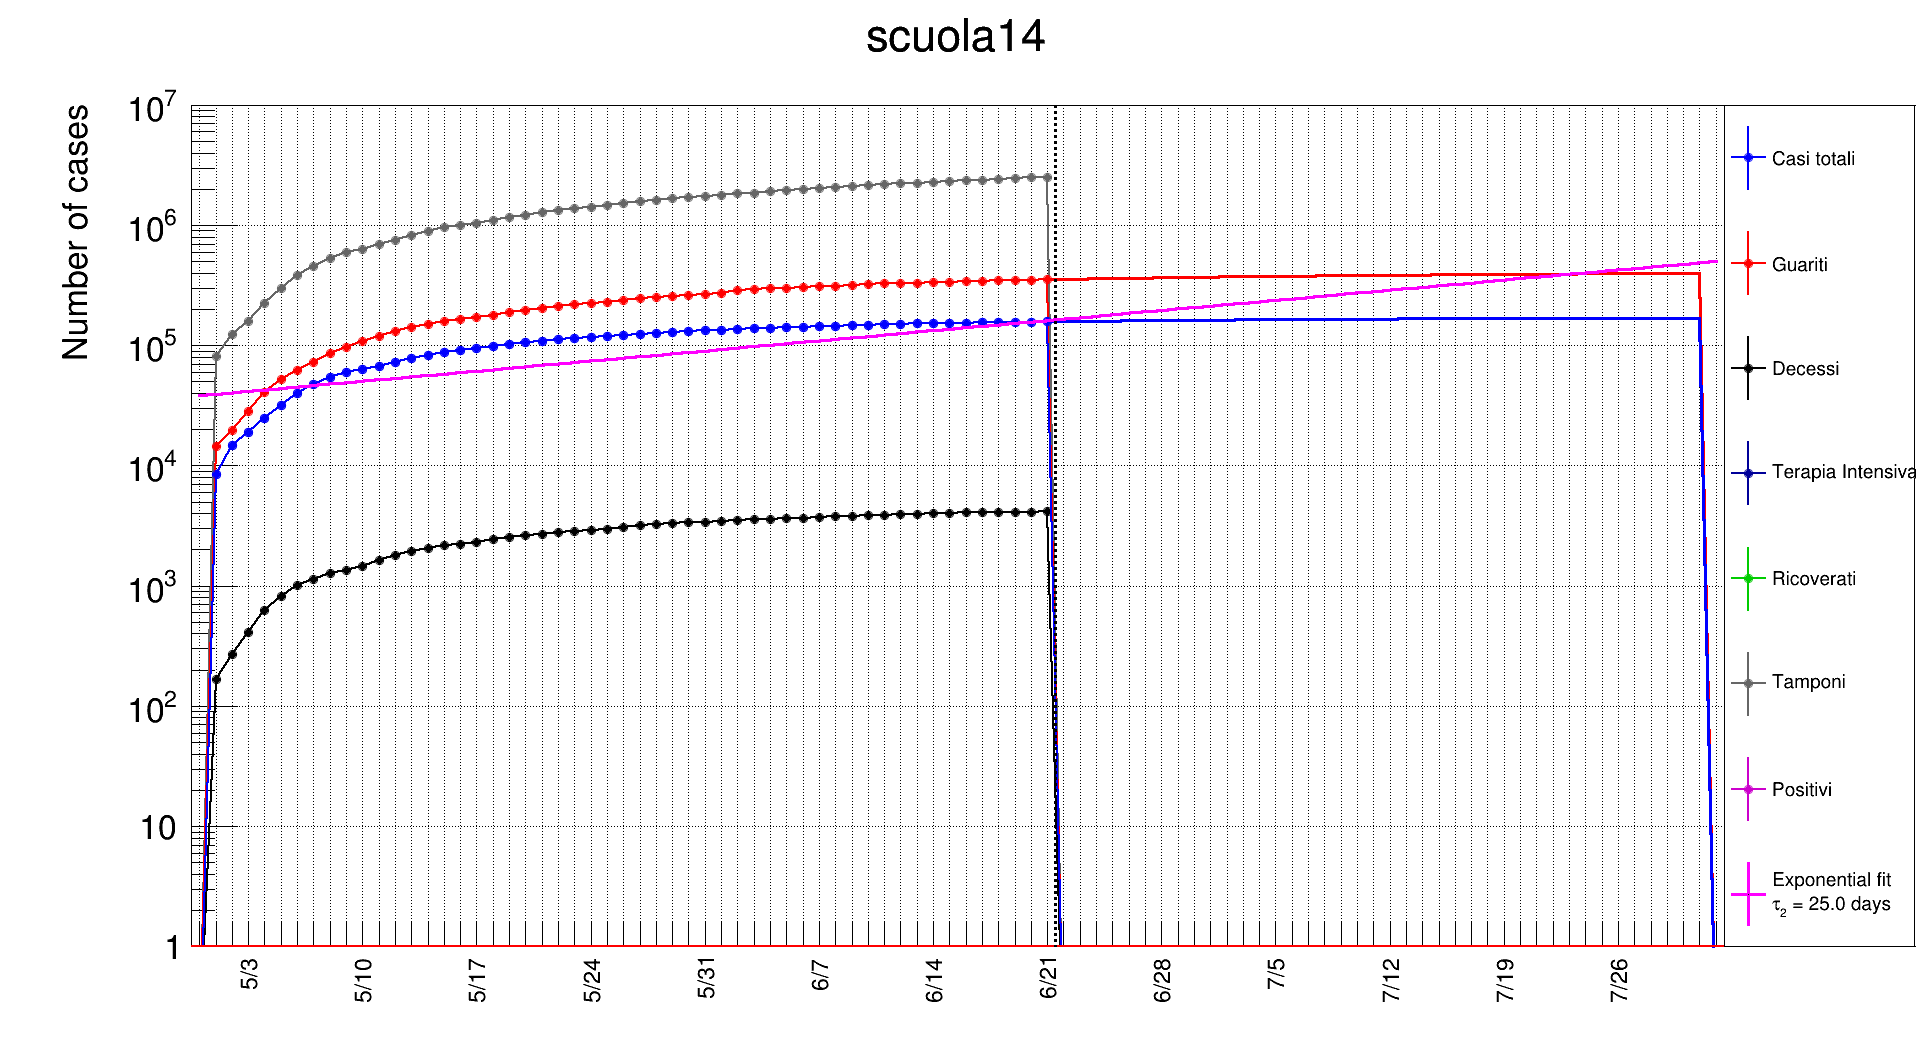 scuola14
Number of cases
10^7
10^6
10^5
10^4
10^3
10^2
10
1
5/3
5/10
5/17
5/24
5/31
6/7
6/14
6/21
6/28
7/5
7/12
7/19
7/26
Casi totali
Guariti
Decessi
Terapia Intensiva
Ricoverati
Tamponi
Positivi
Exponential fit
τ₂ = 25.0 days